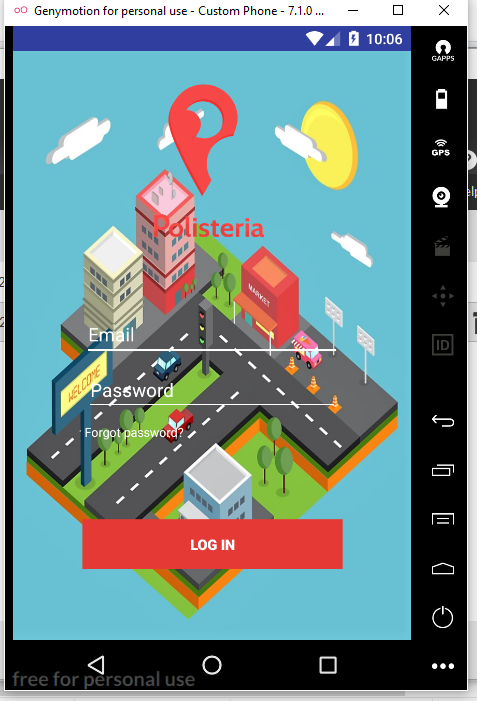 Genymotion for personal use - Custom Phone - 7.1.0 ...
10:06
GAPPS
GPS
Polisteria
MARKET
Email
WELCOME
Password
Forgot password?
ID
LOG IN
free for personal use